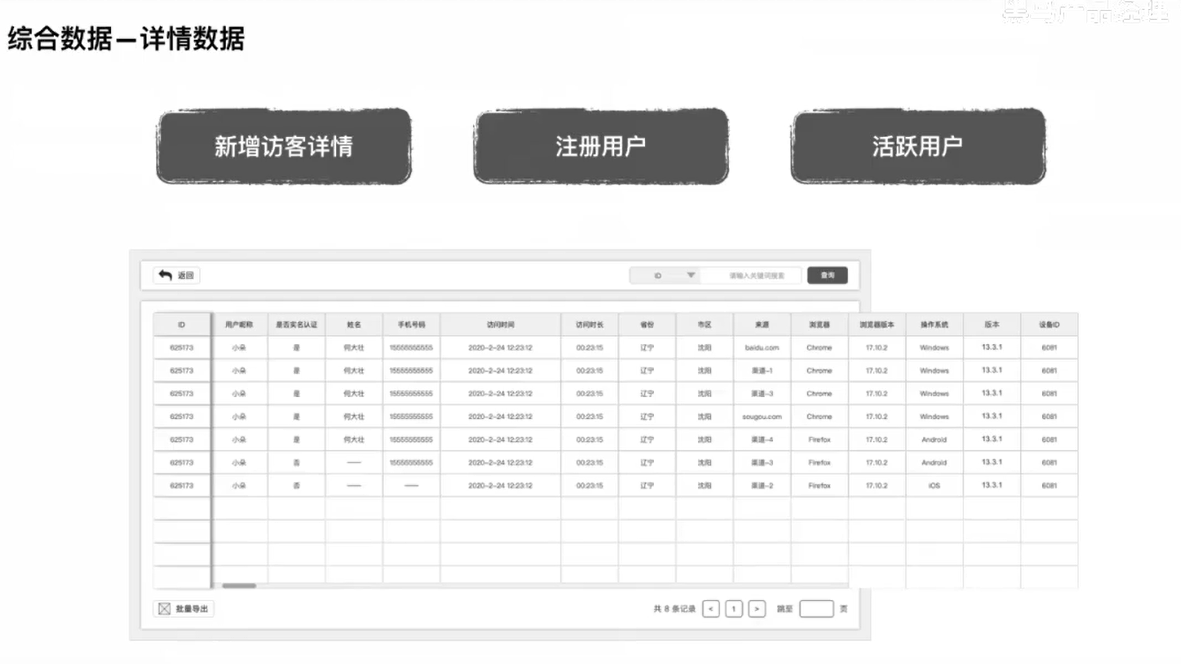 黑马产品经理
综合数据—详情数据
新增访客详情 注册用户 活跃用户
返回 ID 请输入关键词搜索 查询
ID 用户昵称 是否实名认证 姓名 手机号码 访问时间 访问时长 省份 市区 来源 浏览器 浏览器版本 操作系统 版本 设备ID
625173 小朵 是 何大壮 15555555555 2020-2-24 12:23:12 00:23:15 辽宁 沈阳 baidu.com Chrome 17.10.2 Windows 13.3.1 6081
625173 小朵 是 何大壮 15555555555 2020-2-24 12:23:12 00:23:15 辽宁 沈阳 渠道-1 Chrome 17.10.2 Windows 13.3.1 6081
625173 小朵 是 何大壮 15555555555 2020-2-24 12:23:12 00:23:15 辽宁 沈阳 渠道-3 Chrome 17.10.2 Windows 13.3.1 6081
625173 小朵 是 何大壮 15555555555 2020-2-24 12:23:12 00:23:15 辽宁 沈阳 sougou.com Chrome 17.10.2 Windows 13.3.1 6081
625173 小朵 是 何大壮 15555555555 2020-2-24 12:23:12 00:23:15 辽宁 沈阳 渠道-4 Firefox 17.10.2 Android 13.3.1 6081
625173 小朵 否 —— 15555555555 2020-2-24 12:23:12 00:23:15 辽宁 沈阳 渠道-3 Firefox 17.10.2 Android 13.3.1 6081
625173 小朵 否 —— —— 2020-2-24 12:23:12 00:23:15 辽宁 沈阳 渠道-2 Firefox 17.10.2 iOS 13.3.1 6081
批量导出 共 8 条记录 < 1 > 跳至 页